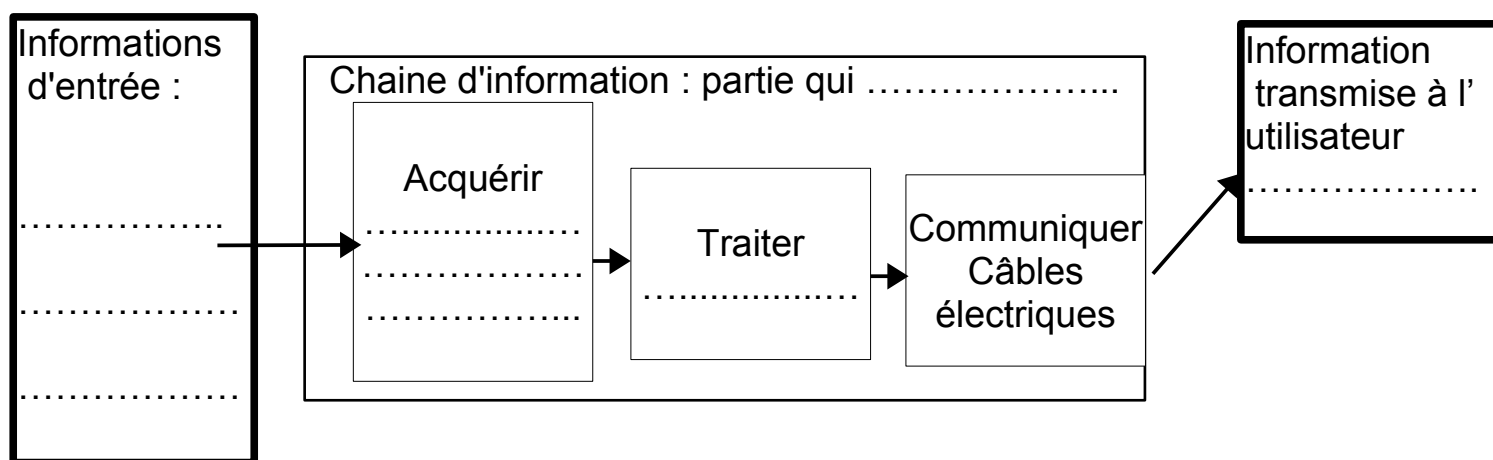 Informations
d'entrée :
………………..
…………………
…………………
Chaine d'information : partie qui …………………...
Acquérir
…..................…
…………………
………………...
Traiter
…..................…
Communiquer
Câbles
électriques
Information
transmise à l’
utilisateur
………………….